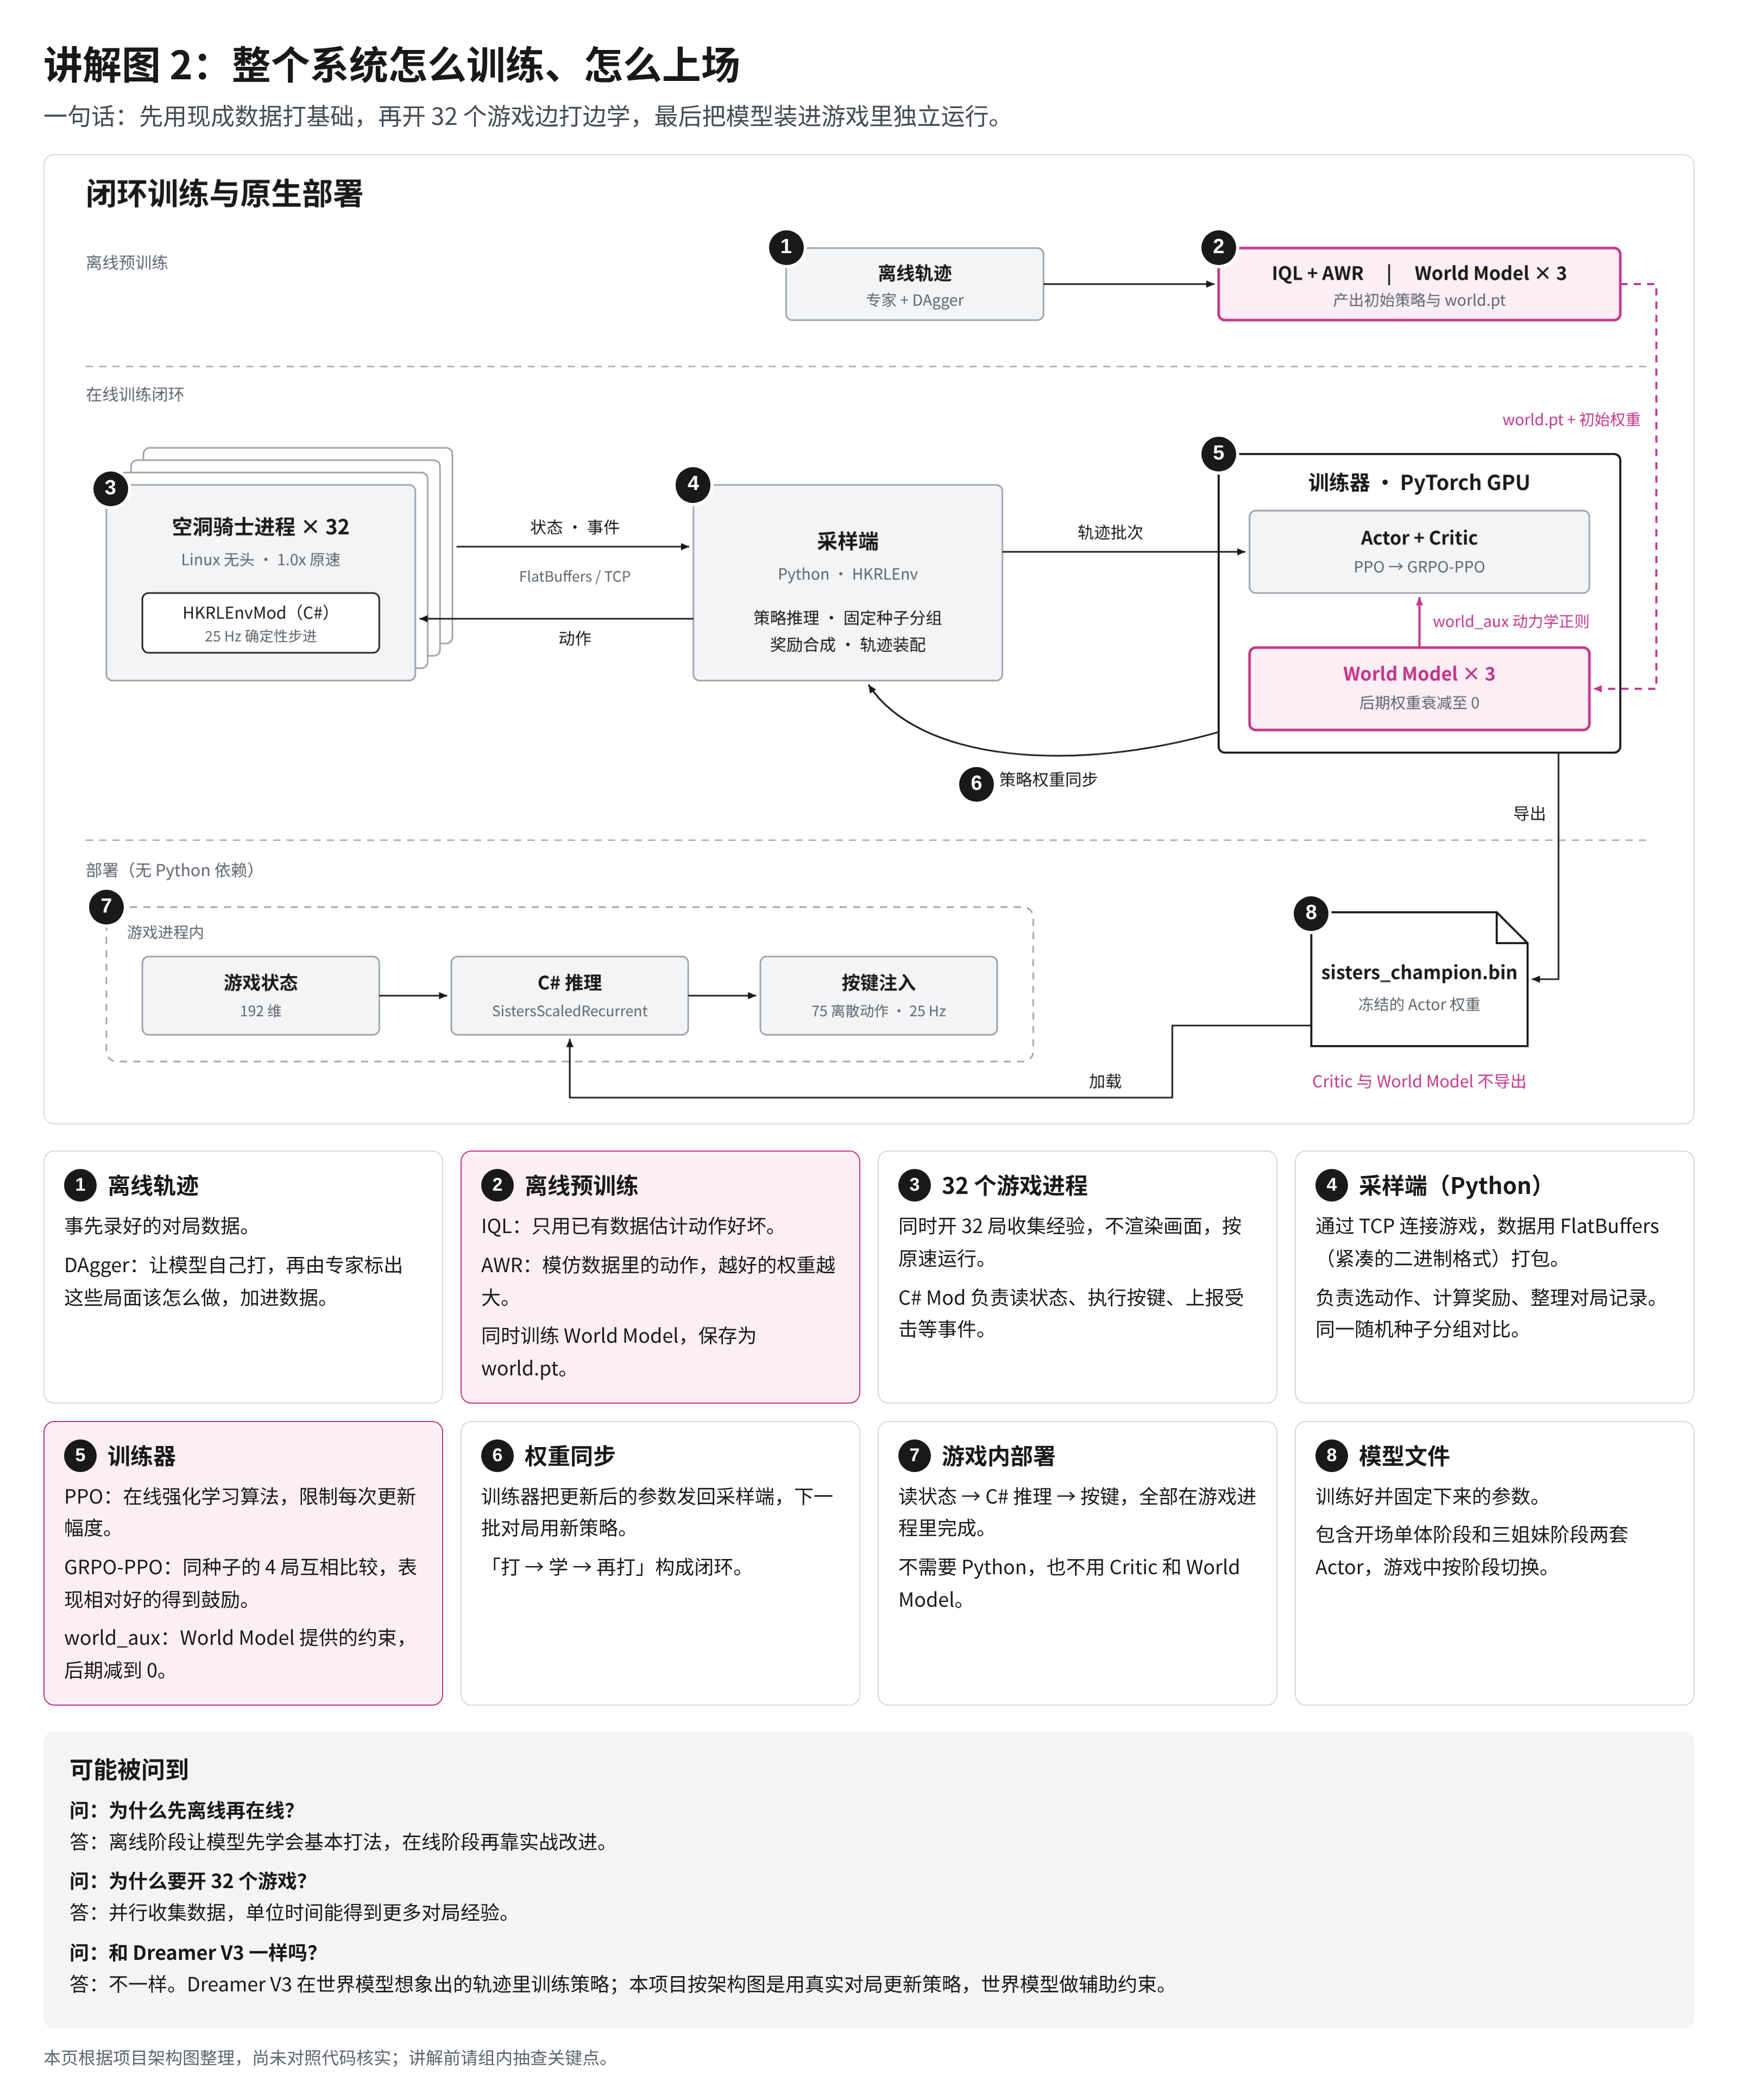 讲解图 2：整个系统怎么训练、怎么上场
一句话：先用现成数据打基础，再开 32 个游戏边打边学，最后把模型装进游戏里独立运行。
闭环训练与原生部署
离线预训练
1
离线轨迹
专家 + DAgger
2
IQL + AWR | World Model × 3
产出初始策略与 world.pt
在线训练闭环
world.pt + 初始权重
3
空洞骑士进程 × 32
Linux 无头 · 1.0x 原速
HKRLEnvMod（C#）
25 Hz 确定性步进
状态 · 事件
FlatBuffers / TCP
动作
4
采样端
Python · HKRLEnv
策略推理 · 固定种子分组
奖励合成 · 轨迹装配
轨迹批次
5
训练器 · PyTorch GPU
Actor + Critic
PPO → GRPO-PPO
world_aux 动力学正则
World Model × 3
后期权重衰减至 0
6 策略权重同步
导出
部署（无 Python 依赖）
7
游戏进程内
游戏状态
192 维
C# 推理
SistersScaledRecurrent
按键注入
75 离散动作 · 25 Hz
8
sisters_champion.bin
冻结的 Actor 权重
加载
Critic 与 World Model 不导出
1 离线轨迹
事先录好的对局数据。
DAgger：让模型自己打，再由专家标出
这些局面该怎么做，加进数据。
2 离线预训练
IQL：只用已有数据估计动作好坏。
AWR：模仿数据里的动作，越好的权重越
大。
同时训练 World Model，保存为
world.pt。
3 32 个游戏进程
同时开 32 局收集经验，不渲染画面，按
原速运行。
C# Mod 负责读状态、执行按键、上报受
击等事件。
4 采样端（Python）
通过 TCP 连接游戏，数据用 FlatBuffers
（紧凑的二进制格式）打包。
负责选动作、计算奖励、整理对局记录。
同一随机种子分组对比。
5 训练器
PPO：在线强化学习算法，限制每次更新
幅度。
GRPO-PPO：同种子的 4 局互相比较，表
现相对好的得到鼓励。
world_aux：World Model 提供的约束，
后期减到 0。
6 权重同步
训练器把更新后的参数发回采样端，下一
批对局用新策略。
「打 → 学 → 再打」构成闭环。
7 游戏内部署
读状态 → C# 推理 → 按键，全部在游戏进
程里完成。
不需要 Python，也不用 Critic 和 World
Model。
8 模型文件
训练好并固定下来的参数。
包含开场单体阶段和三姐妹阶段两套
Actor，游戏中按阶段切换。
可能被问到
问：为什么先离线再在线？
答：离线阶段让模型先学会基本打法，在线阶段再靠实战改进。
问：为什么要开 32 个游戏？
答：并行收集数据，单位时间能得到更多对局经验。
问：和 Dreamer V3 一样吗？
答：不一样。Dreamer V3 在世界模型想象出的轨迹里训练策略；本项目按架构图是用真实对局更新策略，世界模型做辅助约束。
本页根据项目架构图整理，尚未对照代码核实；讲解前请组内抽查关键点。